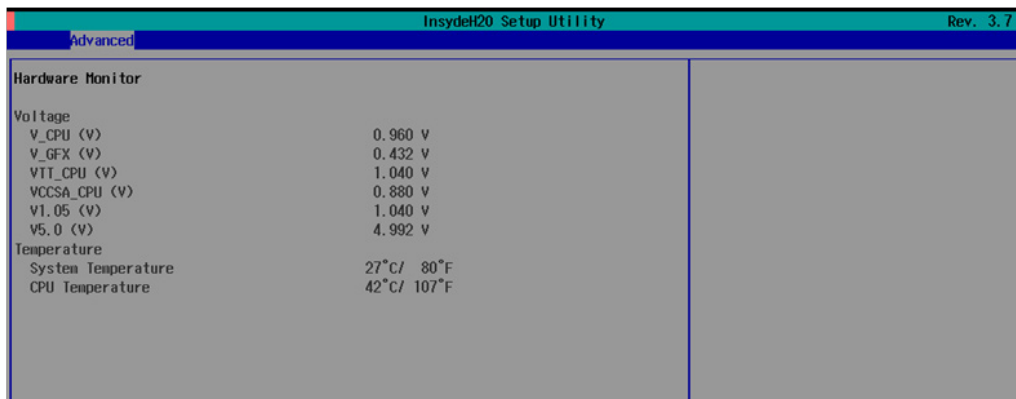 InsydeH20 Setup Utility Rev. 3.7
Advanced
Hardware Monitor
Voltage
V_CPU (V) 0.960 V
V_GFX (V) 0.432 V
VTT_CPU (V) 1.040 V
VCCSA_CPU (V) 0.880 V
V1.05 (V) 1.040 V
V5.0 (V) 4.992 V
Temperature
System Temperature 27°C/ 80°F
CPU Temperature 42°C/ 107°F